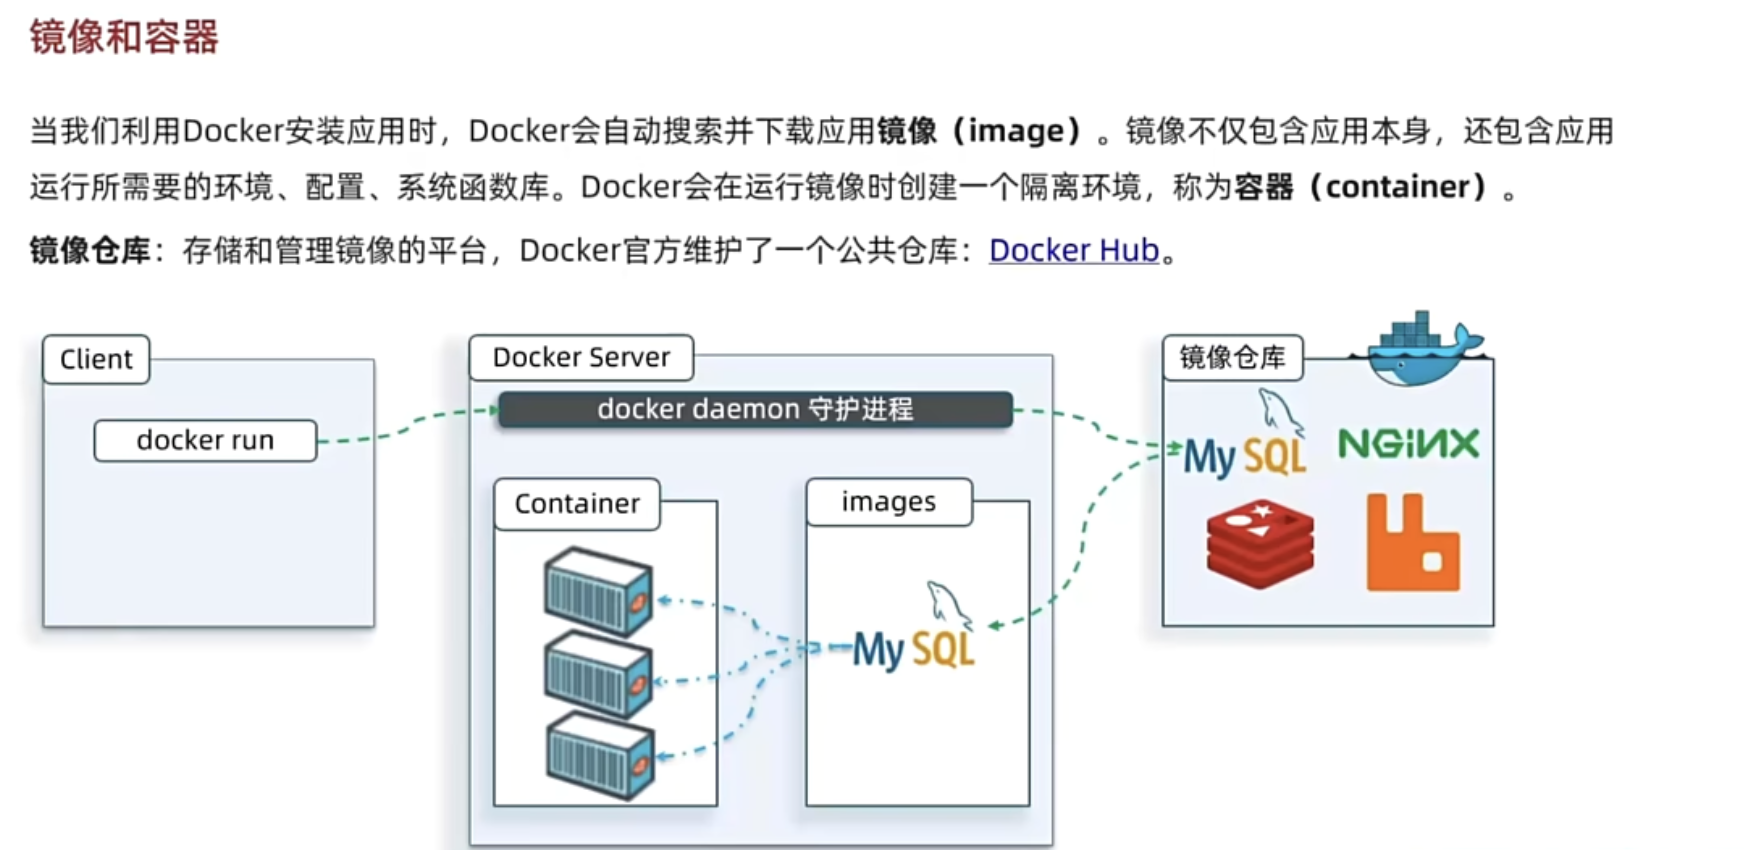 镜像和容器
当我们利用Docker安装应用时，Docker会自动搜索并下载应用镜像（image）。镜像不仅包含应用本身，还包含应用
运行所需要的环境、配置、系统函数库。Docker会在运行镜像时创建一个隔离环境，称为容器（container）。
镜像仓库：存储和管理镜像的平台，Docker官方维护了一个公共仓库：Docker Hub。
Client
docker run
Docker Server
docker daemon 守护进程
Container
images
MySQL
镜像仓库
MySQL
NGiNX